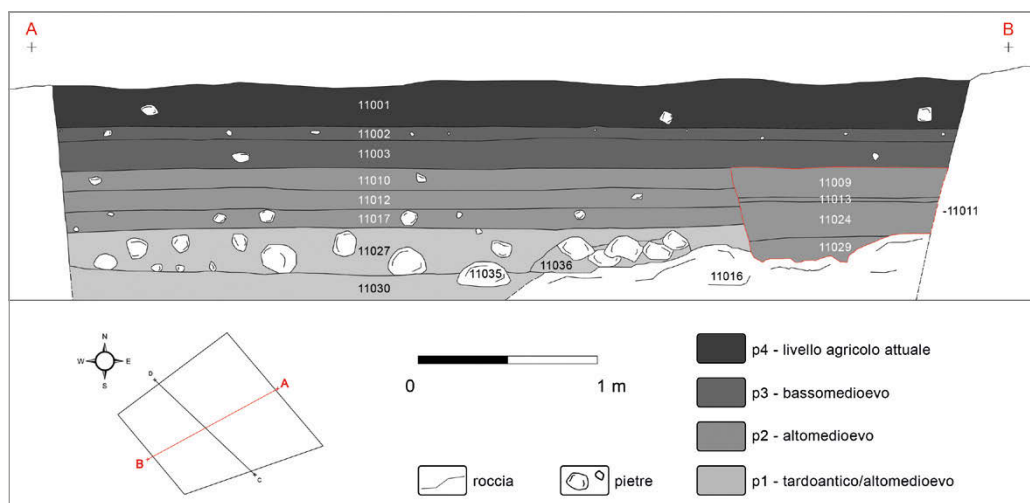 A B
11001
11002
11003
11010
11009
11012
11013
11017
11024
-11011
11027
11029
11035
11036
11016
11030
N
W E
S
D
A
B
C
0 1 m
roccia
pietre
p4 - livello agricolo attuale
p3 - bassomedioevo
p2 - altomedioevo
p1 - tardoantico/altomedioevo